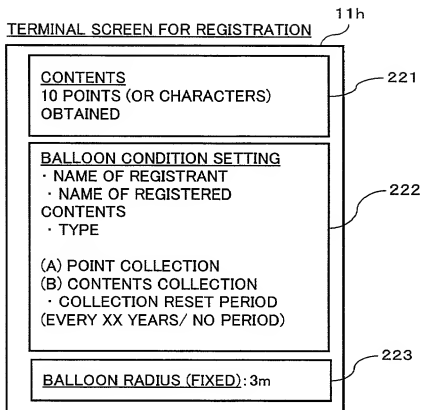 11h
TERMINAL SCREEN FOR REGISTRATION
CONTENTS
10 POINTS (OR CHARACTERS)
OBTAINED
221
BALLOON CONDITION SETTING
・NAME OF REGISTRANT
・NAME OF REGISTERED
CONTENTS
・TYPE
222
(A) POINT COLLECTION
(B) CONTENTS COLLECTION
・COLLECTION RESET PERIOD
(EVERY XX YEARS/ NO PERIOD)
223
BALLOON RADIUS (FIXED): 3m